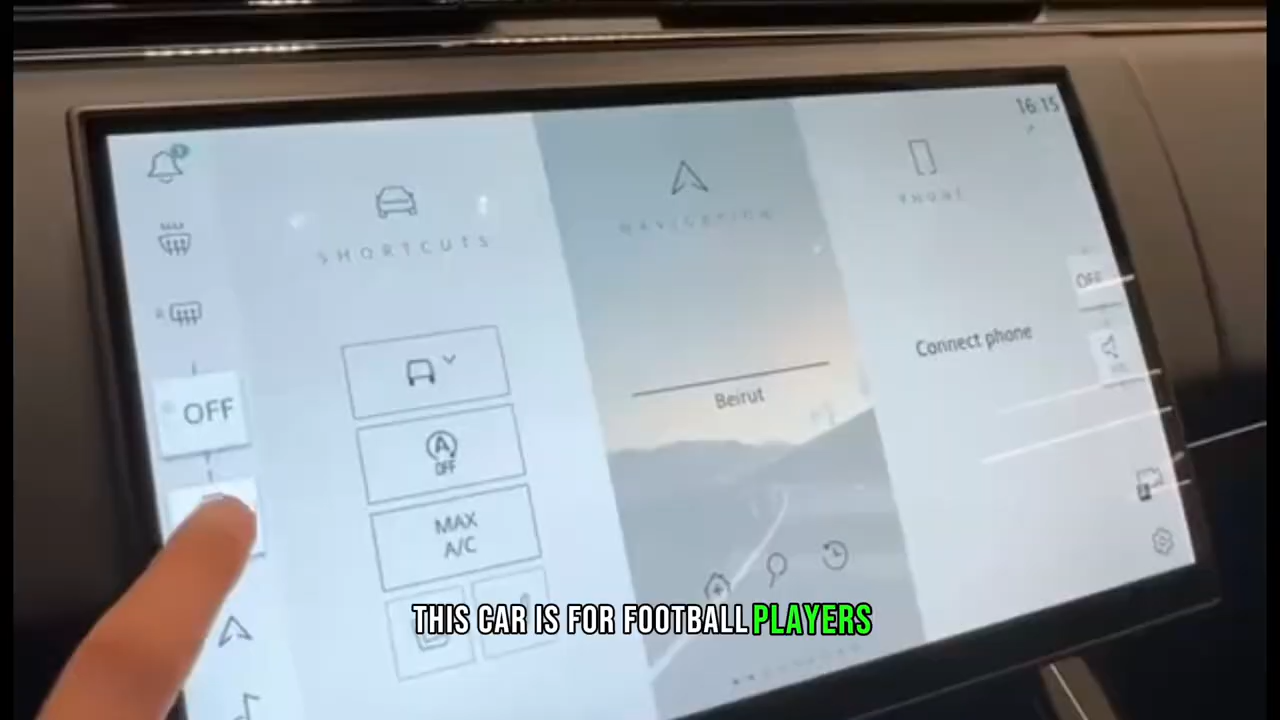 16:15
SHORTCUTS
NAVIGATION
PHONE
OFF
Connect phone
OFF
Beirut
A
OFF
MAX
A/C
THIS CAR IS FOR FOOTBALL PLAYERS